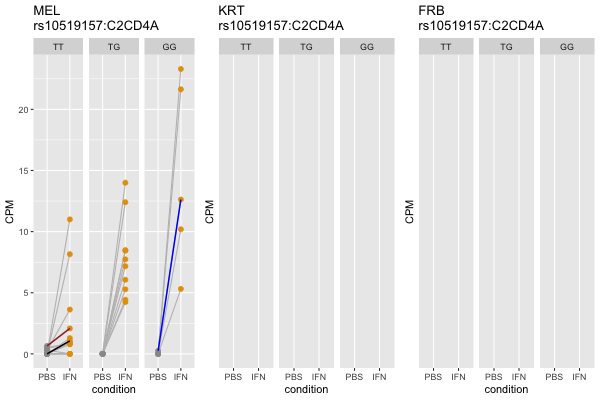 MEL
rs10519157:C2CD4A
KRT
rs10519157:C2CD4A
FRB
rs10519157:C2CD4A
TT TG GG
TT TG GG
TT TG GG
CPM
20
15
10
5
0
CPM
CPM
PBS IFN PBS IFN PBS IFN
PBS IFN PBS IFN PBS IFN
PBS IFN PBS IFN PBS IFN
condition
condition
condition